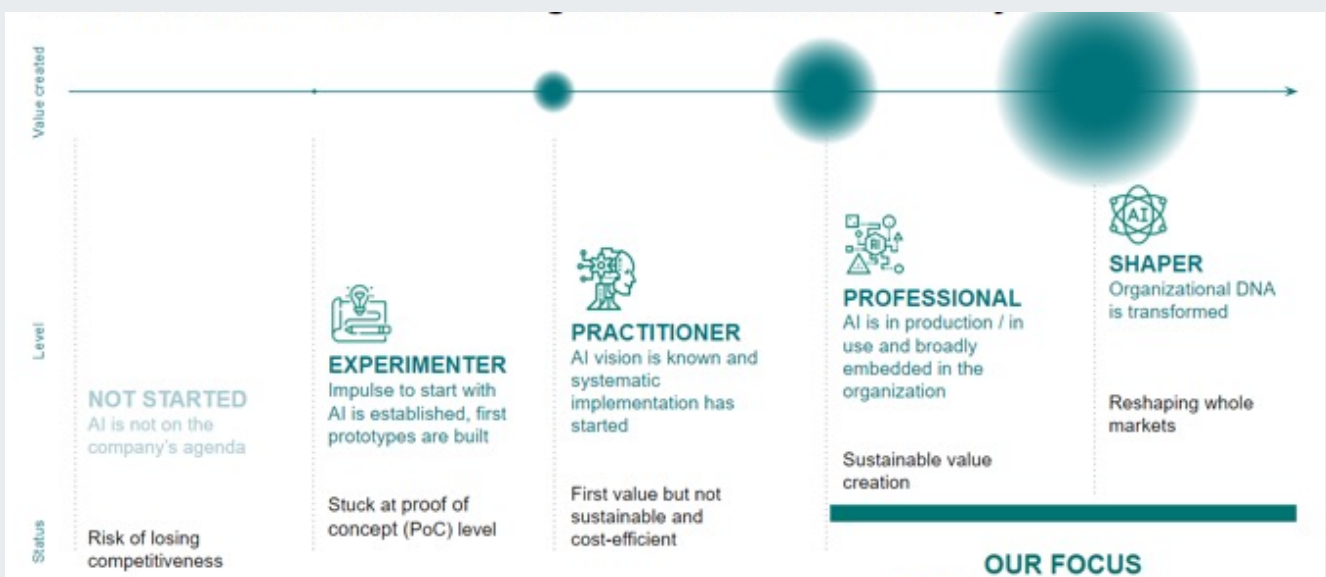 Value created
Level
Status
NOT STARTED
AI is not on the
company's agenda
Risk of losing
competitiveness
EXPERIMENTER
Impulse to start with
AI is established, first
prototypes are built
Stuck at proof of
concept (PoC) level
PRACTITIONER
AI vision is known and
systematic
implementation has
started
First value but not
sustainable and
cost-efficient
PROFESSIONAL
AI is in production / in
use and broadly
embedded in the
organization
Sustainable value
creation
AI
SHAPER
Organizational DNA
is transformed
Reshaping whole
markets
OUR FOCUS